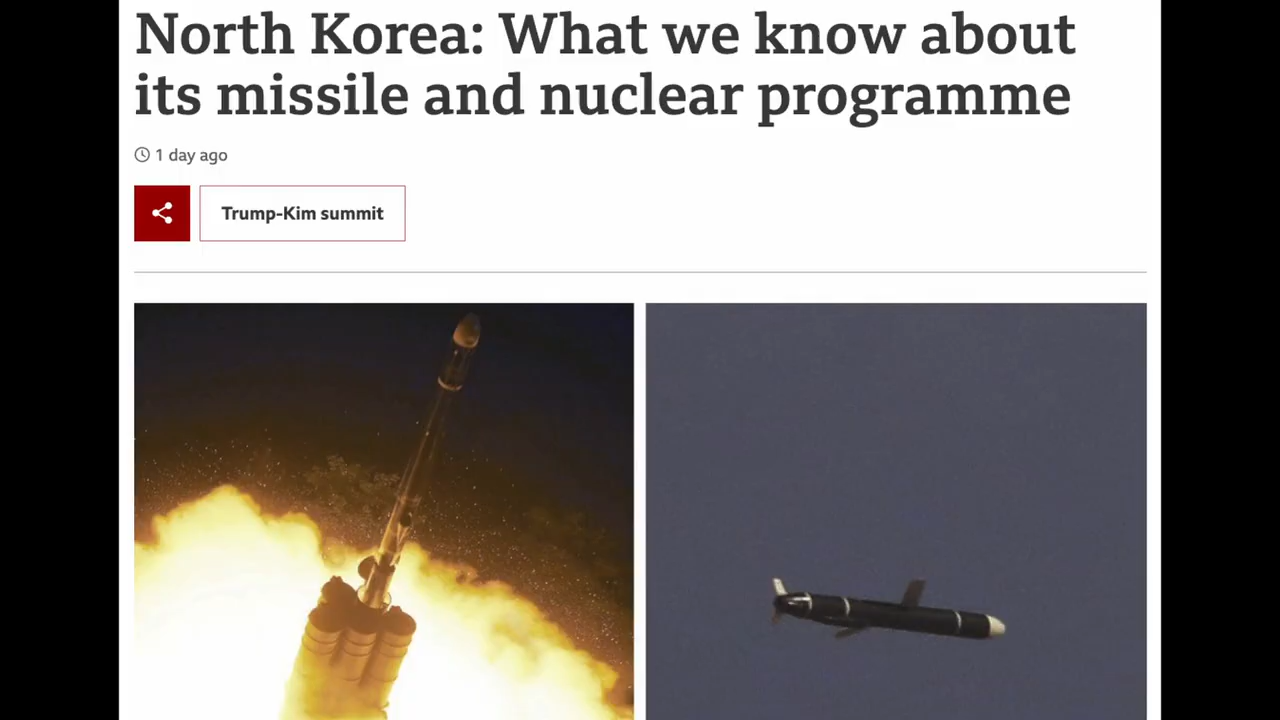 North Korea: What we know about
its missile and nuclear programme
1 day ago
Trump-Kim summit